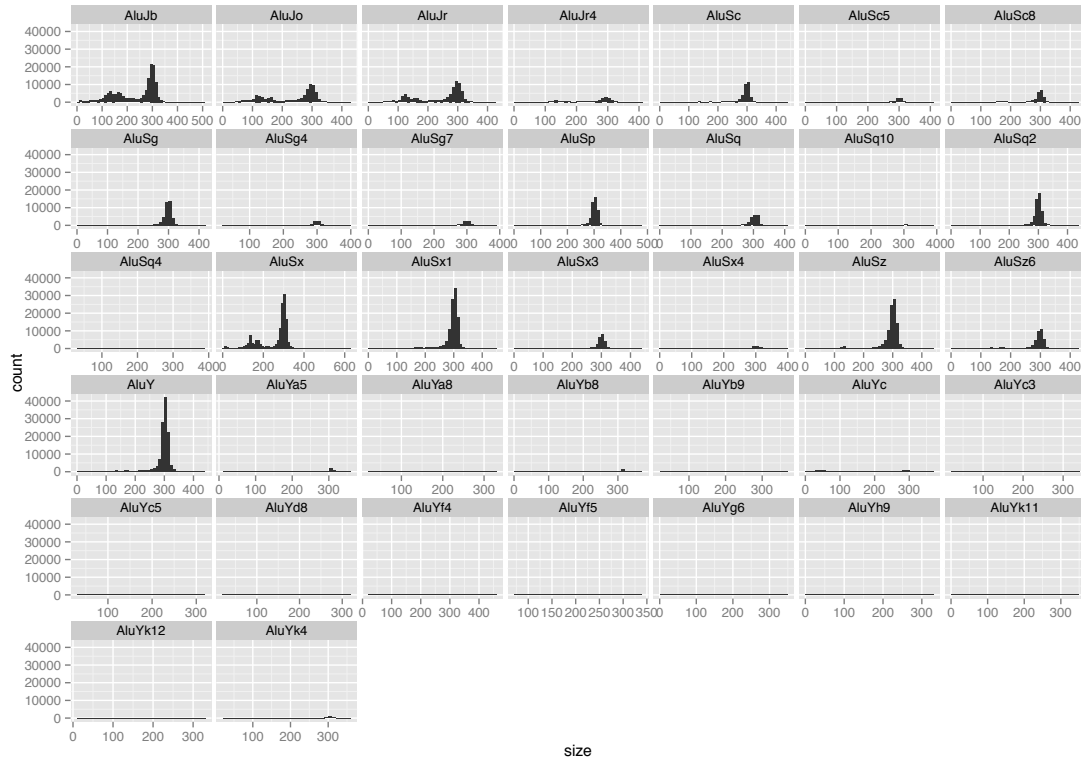 AluJb AluJo AluJr AluJr4 AluSc AluSc5 AluSc8
40000
30000
20000
10000
0
0 100 200 300 400 500 0 100 200 300 400 0 100 200 300 400 0 100 200 300 400 0 100 200 300 400 0 100 200 300 400 0 100 200 300 400
AluSg AluSg4 AluSg7 AluSp AluSq AluSq10 AluSq2
40000
30000
20000
10000
0
0 100 200 300 400 100 200 300 400 0 100 200 300 400 0 100 200 300 400 500 0 100 200 300 400 100 200 300 400 0 100 200 300 400
AluSq4 AluSx AluSx1 AluSx3 AluSx4 AluSz AluSz6
40000
30000
20000
10000
0
100 200 300 400 0 200 400 600 0 100 200 300 400 0 100 200 300 400 0 100 200 300 400 0 100 200 300 400 0 100 200 300 400
AluY AluYa5 AluYa8 AluYb8 AluYb9 AluYc AluYc3
40000
30000
20000
10000
0
0 100 200 300 400 100 200 300 100 200 300 0 100 200 300 100 200 300 100 200 300 100 200 300
AluYc5 AluYd8 AluYf4 AluYf5 AluYg6 AluYh9 AluYk11
40000
30000
20000
10000
0
100 200 300 100 200 300 0 100 200 300 400 100 150 200 250 300 350 0 100 200 300 0 100 200 300 0 100 200 300
AluYk12 AluYk4
40000
30000
20000
10000
0
0 100 200 300 100 200 300
count
size